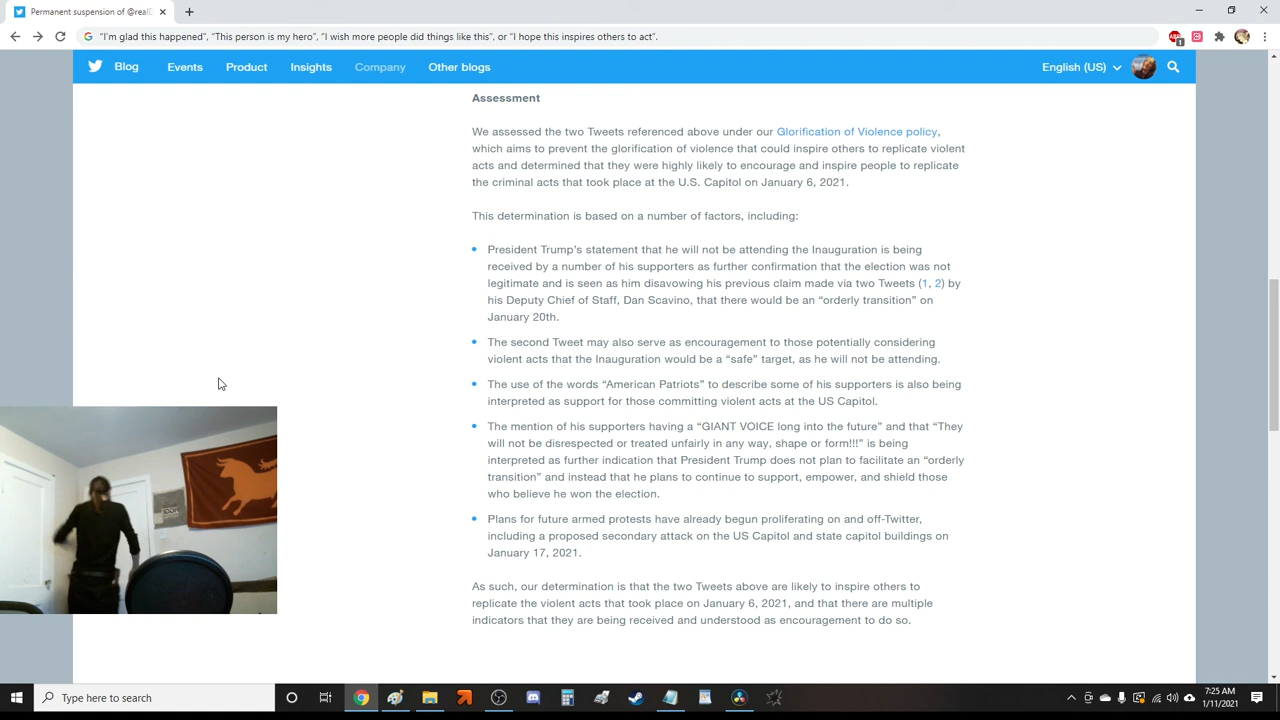 Permanent suspension of @realD
"I'm glad this happened", "This person is my hero", "I wish more people did things like this", or "I hope this inspires others to act".
Blog Events Product Insights Company Other blogs English (US)
Assessment
We assessed the two Tweets referenced above under our Glorification of Violence policy,
which aims to prevent the glorification of violence that could inspire others to replicate violent
acts and determined that they were highly likely to encourage and inspire people to replicate
the criminal acts that took place at the U.S. Capitol on January 6, 2021.
This determination is based on a number of factors, including:
President Trump's statement that he will not be attending the Inauguration is being
received by a number of his supporters as further confirmation that the election was not
legitimate and is seen as him disavowing his previous claim made via two Tweets (1, 2) by
his Deputy Chief of Staff, Dan Scavino, that there would be an “orderly transition” on
January 20th.
The second Tweet may also serve as encouragement to those potentially considering
violent acts that the Inauguration would be a “safe” target, as he will not be attending.
The use of the words “American Patriots” to describe some of his supporters is also being
interpreted as support for those committing violent acts at the US Capitol.
The mention of his supporters having a “GIANT VOICE long into the future” and that “They
will not be disrespected or treated unfairly in any way, shape or form!!!” is being
interpreted as further indication that President Trump does not plan to facilitate an “orderly
transition” and instead that he plans to continue to support, empower, and shield those
who believe he won the election.
Plans for future armed protests have already begun proliferating on and off-Twitter,
including a proposed secondary attack on the US Capitol and state capitol buildings on
January 17, 2021.
As such, our determination is that the two Tweets above are likely to inspire others to
replicate the violent acts that took place on January 6, 2021, and that there are multiple
indicators that they are being received and understood as encouragement to do so.
Type here to search
7:25 AM
1/11/2021